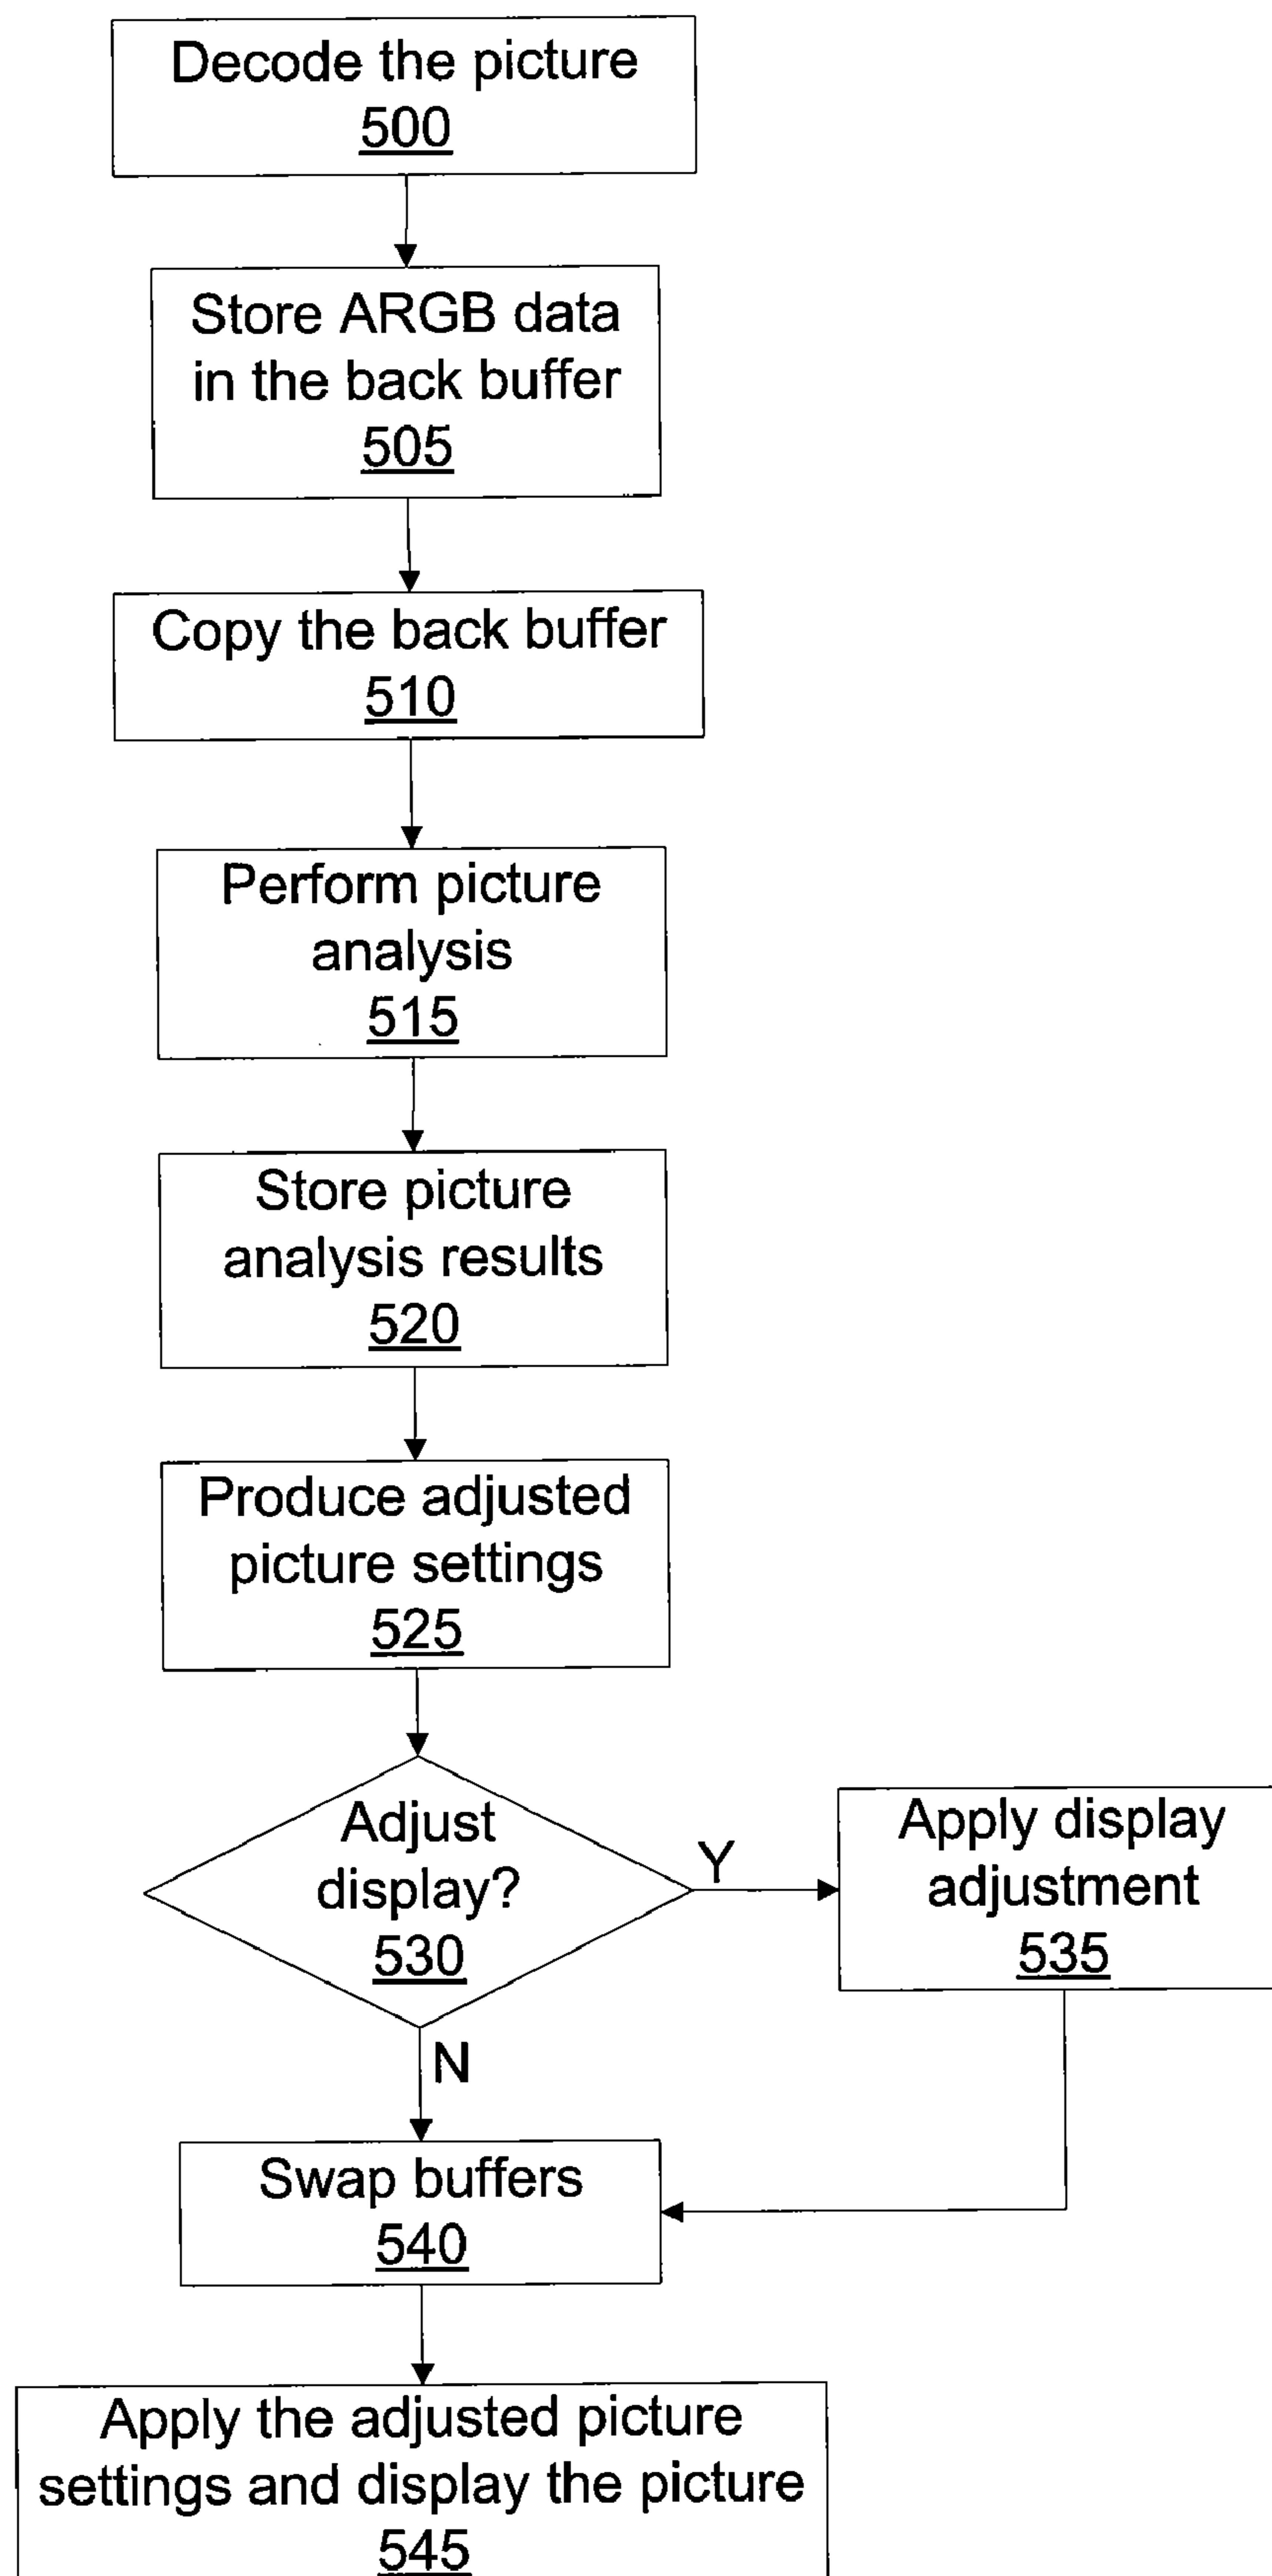 Decode the picture
500
Store ARGB data
in the back buffer
505
Copy the back buffer
510
Perform picture
analysis
515
Store picture
analysis results
520
Produce adjusted
picture settings
525
Adjust
display?
530
Y
Apply display
adjustment
535
N
Swap buffers
540
Apply the adjusted picture
settings and display the picture
545